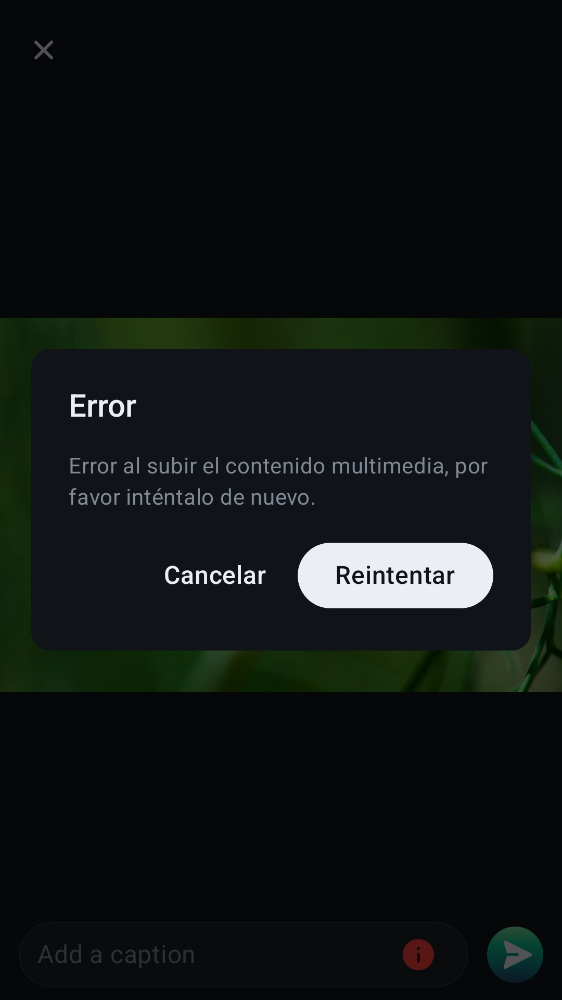 Error
Error al subir el contenido multimedia, por
favor inténtalo de nuevo.
Cancelar
Reintentar
Add a caption